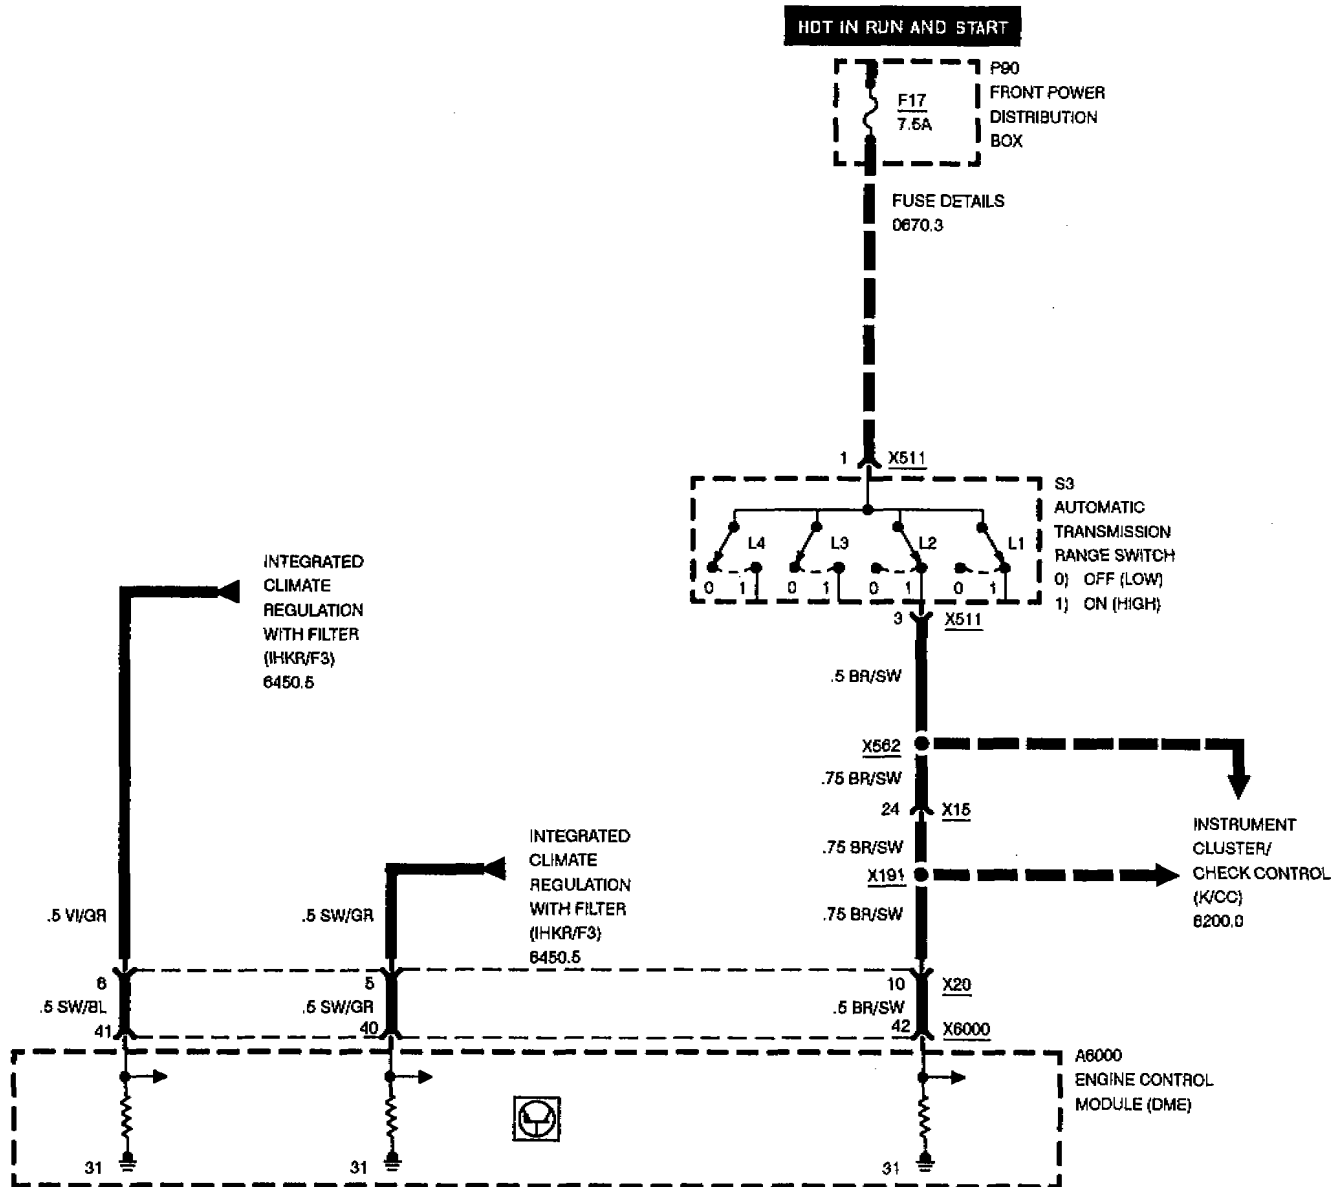 HOT IN RUN AND START
P90
FRONT POWER
DISTRIBUTION
BOX
F17
7.5A
FUSE DETAILS
0670.3
1 X511
S3
AUTOMATIC
TRANSMISSION
RANGE SWITCH
0) OFF (LOW)
1) ON (HIGH)
L4 L3 L2 L1
0 1 0 1 0 1 0 1
3 X511
INTEGRATED
CLIMATE
REGULATION
WITH FILTER
(IHKR/F3)
6450.5
.5 BR/SW
X562
.75 BR/SW
24 X15
.75 BR/SW
X191
.75 BR/SW
INSTRUMENT
CLUSTER/
CHECK CONTROL
(K/CC)
6200.0
INTEGRATED
CLIMATE
REGULATION
WITH FILTER
(IHKR/F3)
6450.5
.5 VI/GR .5 SW/GR
6 5 10 X20
.5 SW/BL .5 SW/GR .5 BR/SW
41 40 42 X6000
A6000
ENGINE CONTROL
MODULE (DME)
31 31 31